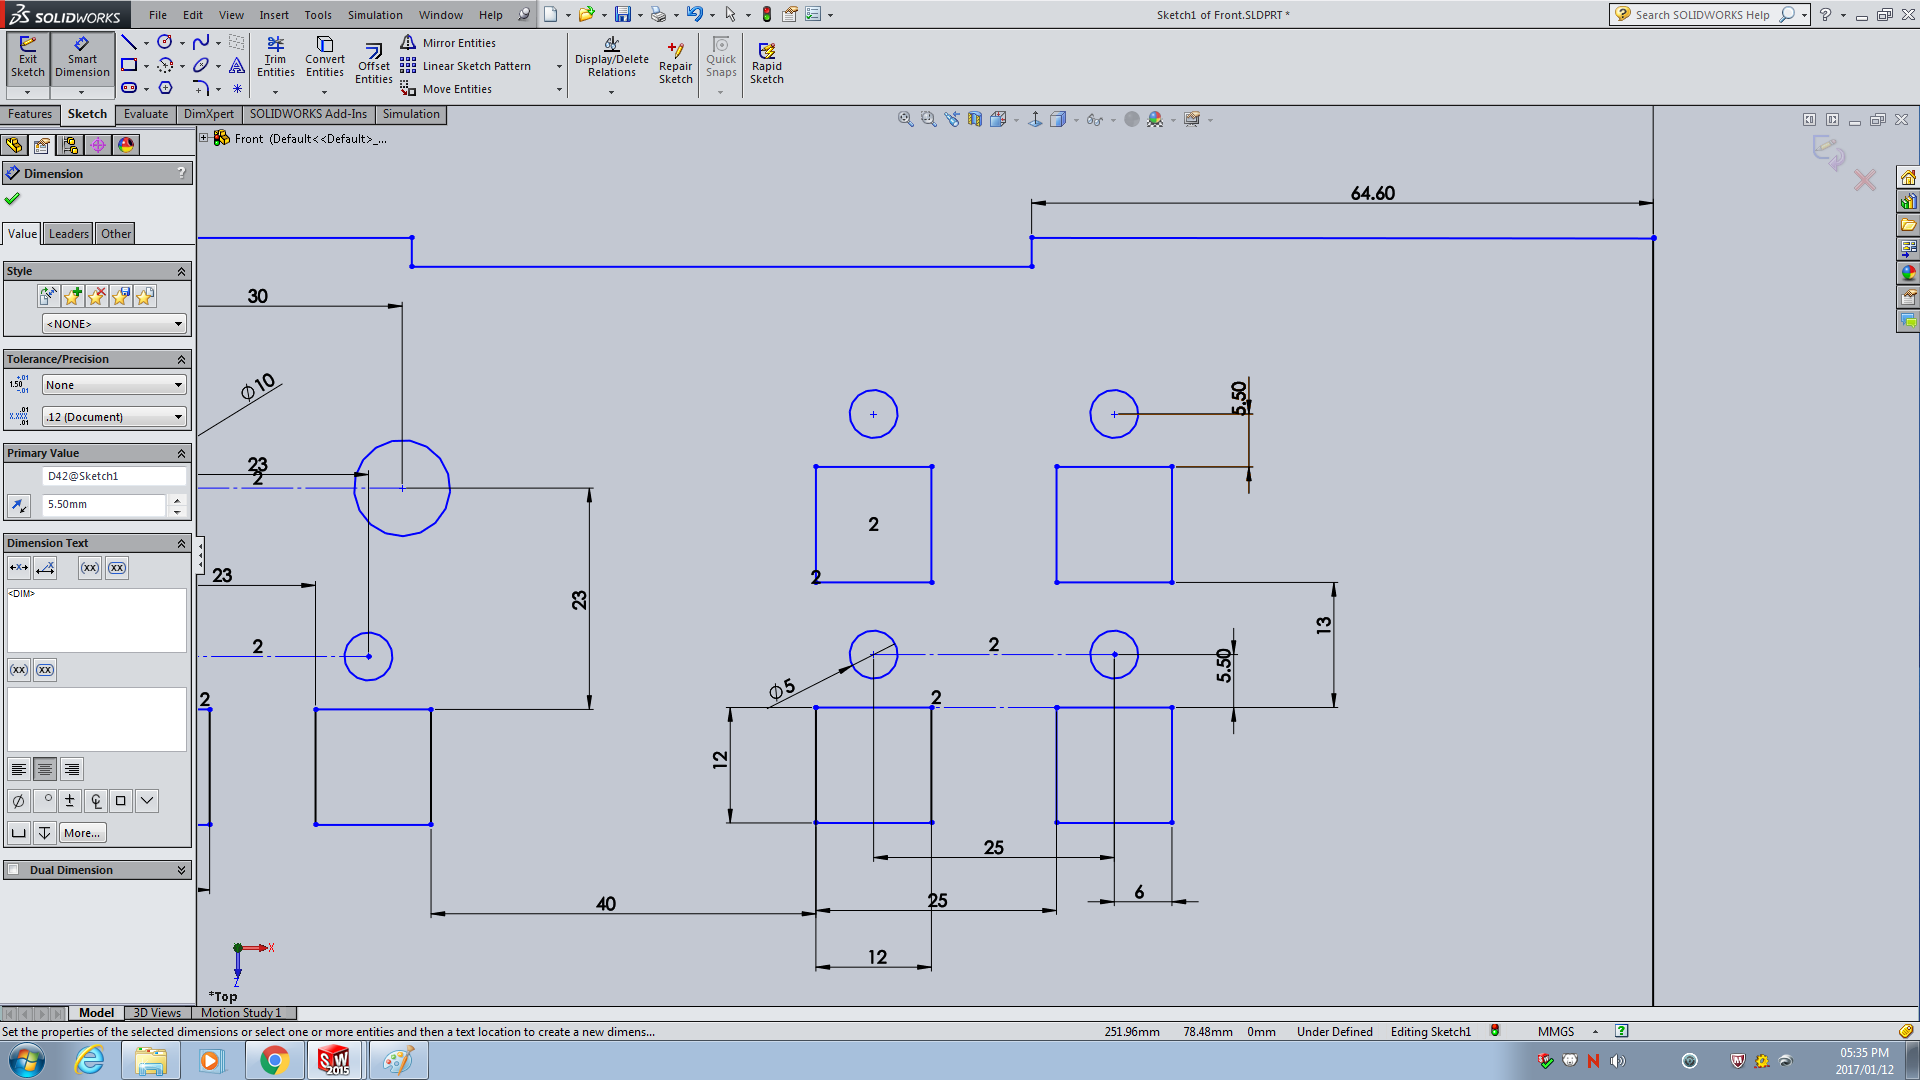 SOLIDWORKS
File Edit View Insert Tools Simulation Window Help
Sketch1 of Front.SLDPRT *
Search SOLIDWORKS Help
Exit Sketch
Smart Dimension
Trim Entities
Convert Entities
Offset Entities
Mirror Entities
Linear Sketch Pattern
Move Entities
Display/Delete Relations
Repair Sketch
Quick Snaps
Rapid Sketch
Features Sketch Evaluate DimXpert SOLIDWORKS Add-Ins Simulation
Front (Default<<Default>_...
Dimension ?
Value Leaders Other
Style
<NONE>
Tolerance/Precision
None
.12 (Document)
Primary Value
D42@Sketch1
5.50mm
Dimension Text
(xx) (xx)
<DIM>
(xx) (xx)
More...
Dual Dimension
64.60
30
∅10
5.50
23
2
2
23
2
23
13
2
2
5.50
∅5
2
2
12
25
6
40
25
12
X
Z
*Top
Model 3D Views Motion Study 1
Set the properties of the selected dimensions or select one or more entities and then a text location to create a new dimens...
251.96mm 78.48mm 0mm Under Defined Editing Sketch1 MMGS
SW 2015
05:35 PM
2017/01/12